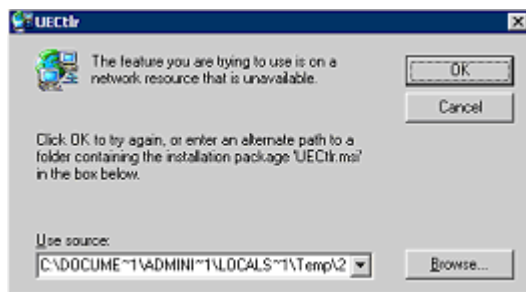 UECtlr
The feature you are trying to use is on a
network resource that is unavailable.
OK
Cancel
Click OK to try again, or enter an alternate path to a
folder containing the installation package 'UECtlr.msi'
in the box below.
Use source:
C:\DOCUME~1\ADMINI~1\LOCALS~1\Temp\2
Browse...